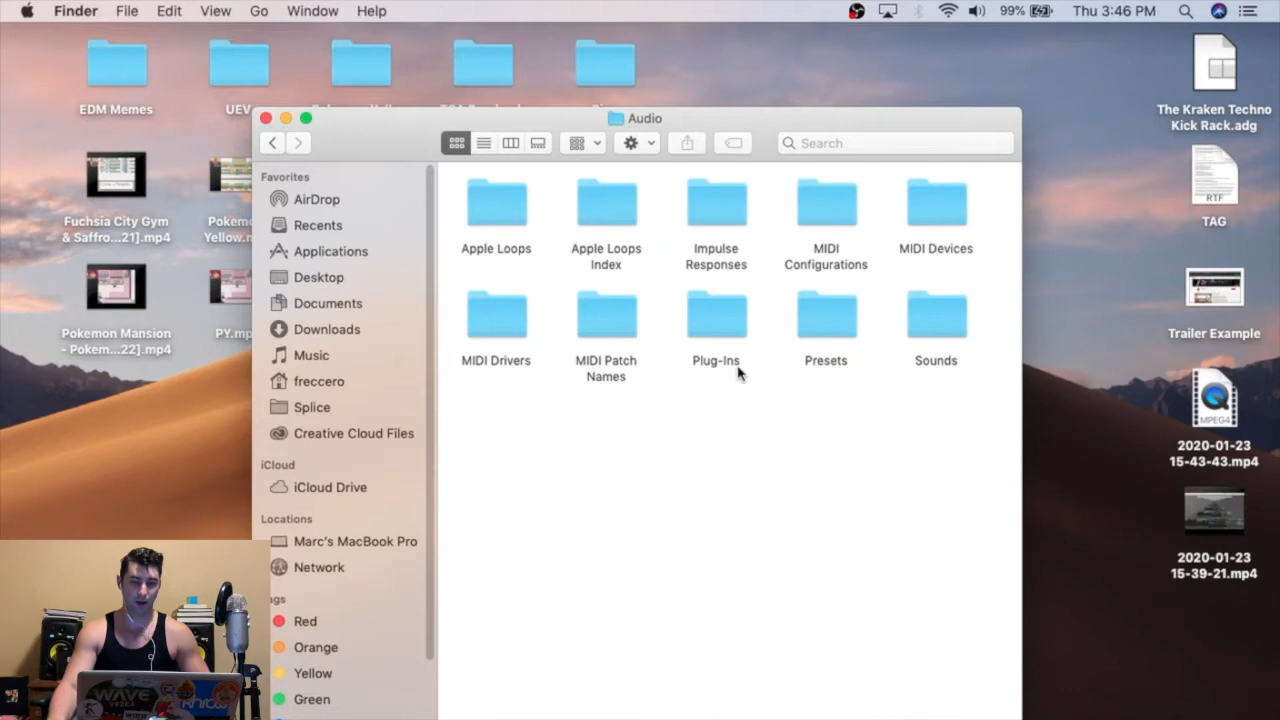 Finder File Edit View Go Window Help
99% Thu 3:46 PM
EDM Memes
UEV
The Kraken Techno
Kick Rack.adg
Fuchsia City Gym
& Saffro...21].mp4
Yellow.mp4
RTF
TAG
Pokemon Mansion
- Pokem...22].mp4
PY.mp
Trailer Example
MPEG4
2020-01-23
15-43-43.mp4
2020-01-23
15-39-21.mp4
Audio
Search
Favorites
AirDrop
Recents
Applications
Desktop
Documents
Downloads
Music
freccero
Splice
Creative Cloud Files
iCloud
iCloud Drive
Locations
Marc's MacBook Pro
Network
ags
Red
Orange
Yellow
Green
Apple Loops
Apple Loops
Index
Impulse
Responses
MIDI
Configurations
MIDI Devices
MIDI Drivers
MIDI Patch
Names
Plug-Ins
Presets
Sounds
WAVE